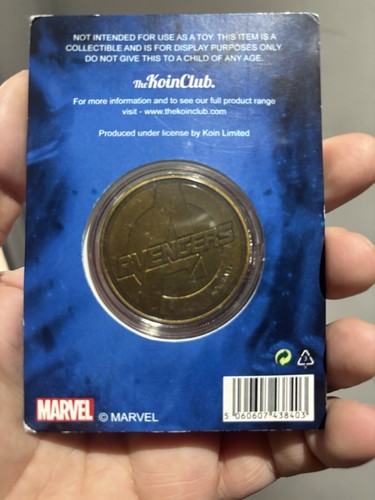 NOT INTENDED FOR USE AS A TOY. THIS ITEM IS A
COLLECTIBLE AND IS FOR DISPLAY PURPOSES ONLY
DO NOT GIVE THIS TO A CHILD OF ANY AGE.
The KoinClub.
For more information and to see our full product range
visit - www.thekoinclub.com
Produced under license by Koin Limited
AVENGERS
MARVEL © MARVEL
5 060607 438403